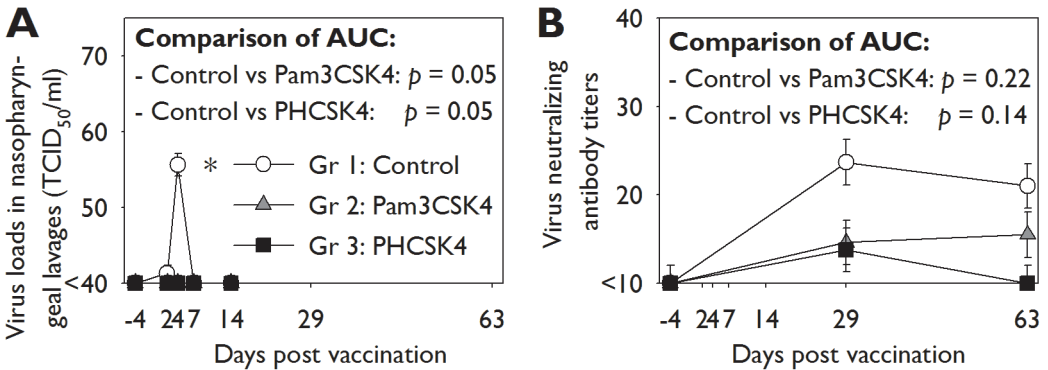 A
Virus loads in nasopharyn-
geal lavages (TCID50/ml)
70
60
50
<40
Comparison of AUC:
- Control vs Pam3CSK4: p = 0.05
- Control vs PHCSK4: p = 0.05
*
Gr 1: Control
Gr 2: Pam3CSK4
Gr 3: PHCSK4
-4 2 4 7 14 29 63
Days post vaccination
B
Virus neutralizing
antibody titers
40
30
20
<10
Comparison of AUC:
- Control vs Pam3CSK4: p = 0.22
- Control vs PHCSK4: p = 0.14
-4 2 4 7 14 29 63
Days post vaccination